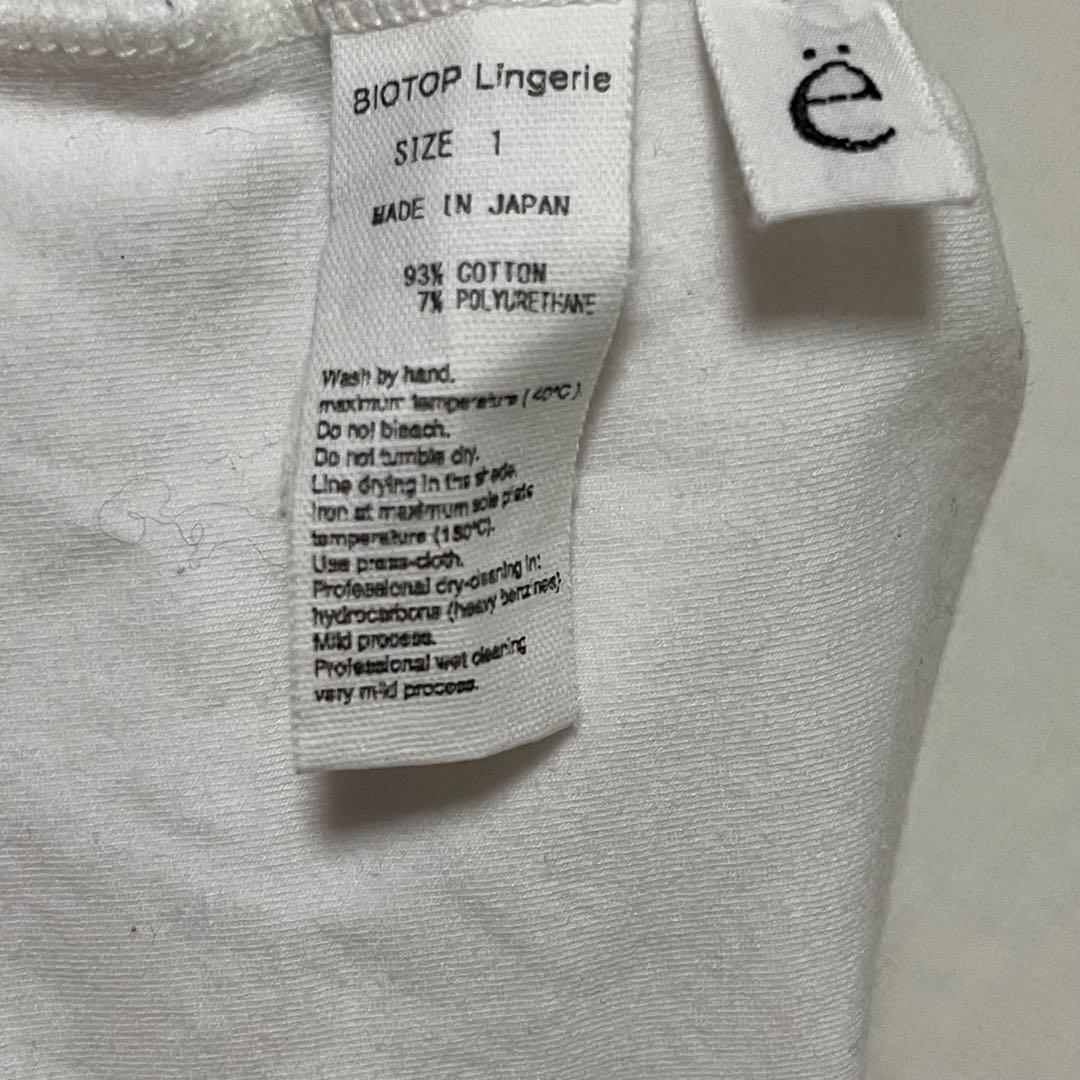 BIOTOP Lingerie
SIZE 1
MADE IN JAPAN
93% COTTON
7% POLYURETHANE
Wash by hand.
maximum temperature (40°C)
Do not bleach.
Do not tumble dry.
Line drying in the shade.
Iron at maximum sole plate
temperature (150°C).
Use press-cloth.
Professional dry-cleaning in:
hydrocarbons (heavy benzines)
Mild process.
Professional wet cleaning
very mild process.
ë